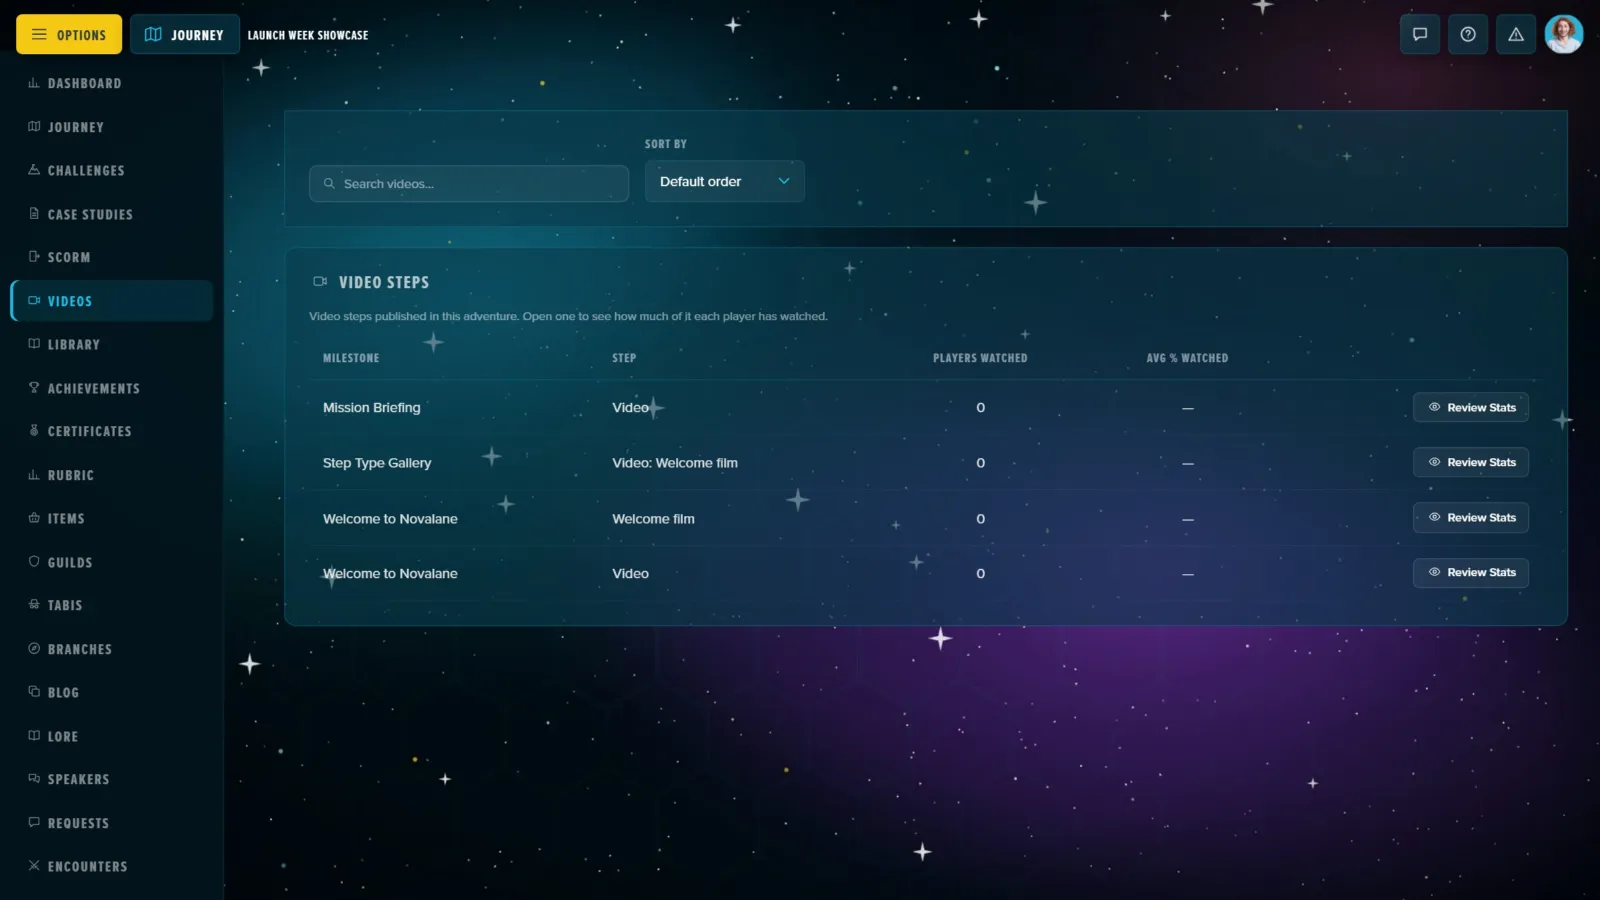 OPTIONS
JOURNEY
LAUNCH WEEK SHOWCASE
DASHBOARD
JOURNEY
CHALLENGES
CASE STUDIES
SCORM
VIDEOS
LIBRARY
ACHIEVEMENTS
CERTIFICATES
RUBRIC
ITEMS
GUILDS
TABIS
BRANCHES
BLOG
LORE
SPEAKERS
REQUESTS
ENCOUNTERS
SORT BY
Search videos...
Default order
VIDEO STEPS
Video steps published in this adventure. Open one to see how much of it each player has watched.
MILESTONE STEP PLAYERS WATCHED AVG % WATCHED
Mission Briefing Video 0 — Review Stats
Step Type Gallery Video: Welcome film 0 — Review Stats
Welcome to Novalane Welcome film 0 — Review Stats
Welcome to Novalane Video 0 — Review Stats